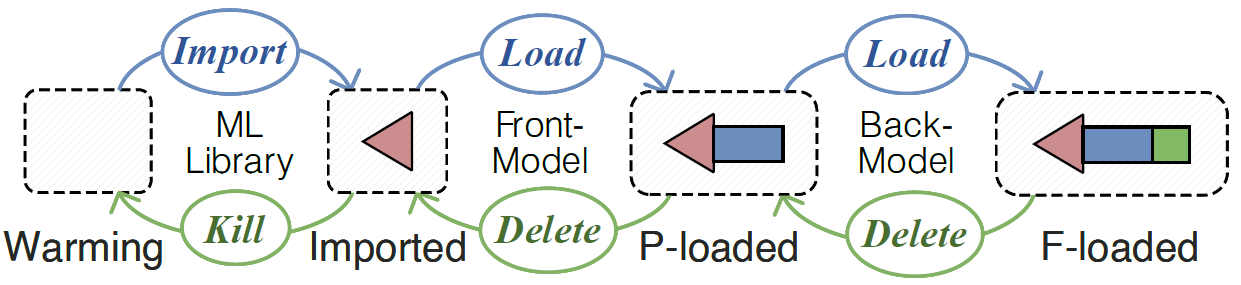 Import
Load
Load
ML
Library
Front-
Model
Back-
Model
Kill
Delete
Delete
Warming
Imported
P-loaded
F-loaded